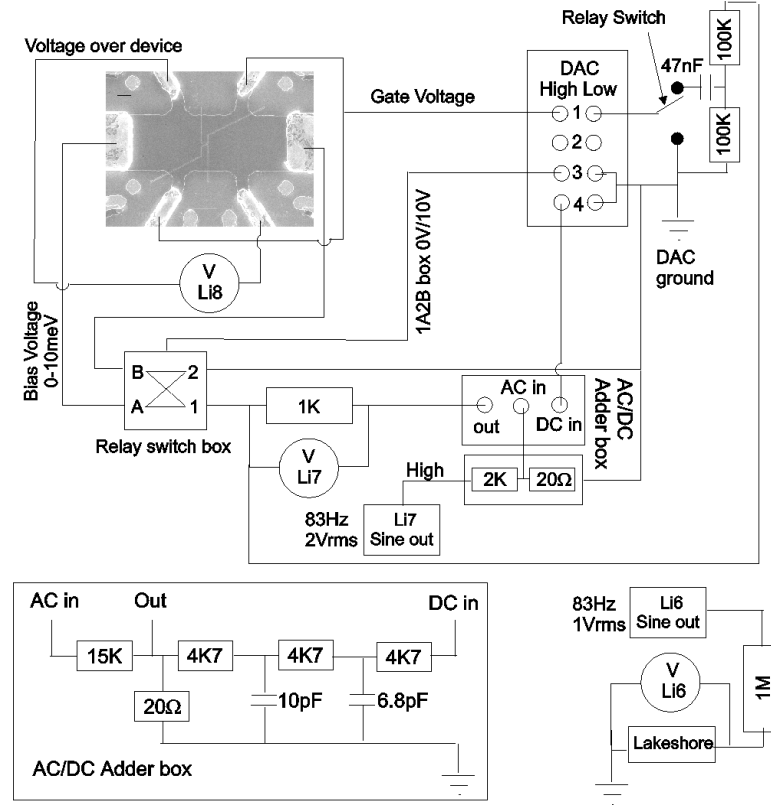 Relay Switch
Voltage over device
100K
47nF
DAC
High Low
Gate Voltage
1
2
3
4
100K
DAC
ground
V
Li8
1A2B box 0V/10V
Bias Voltage
0-10meV
B 2
A 1
Relay switch box
1K
V
Li7
AC in
out
DC in
AC/DC
Adder box
High
2K
20Ω
83Hz
2Vrms
Li7
Sine out
AC in
Out
DC in
15K
4K7
4K7
4K7
20Ω
10pF
6.8pF
AC/DC Adder box
83Hz
1Vrms
Li6
Sine out
V
Li6
1M
Lakeshore